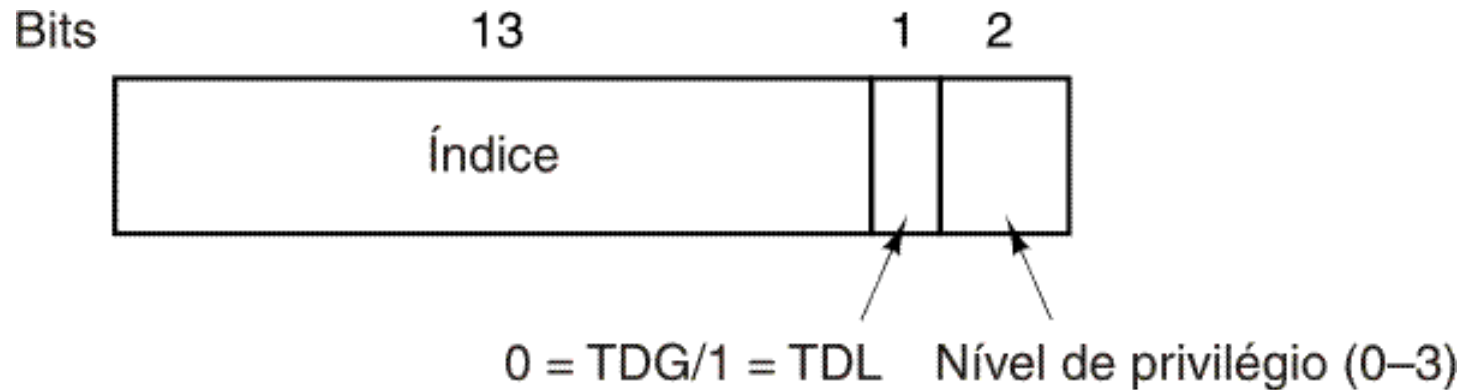 Bits 13 1 2
Índice
0 = TDG/1 = TDL Nível de privilégio (0–3)